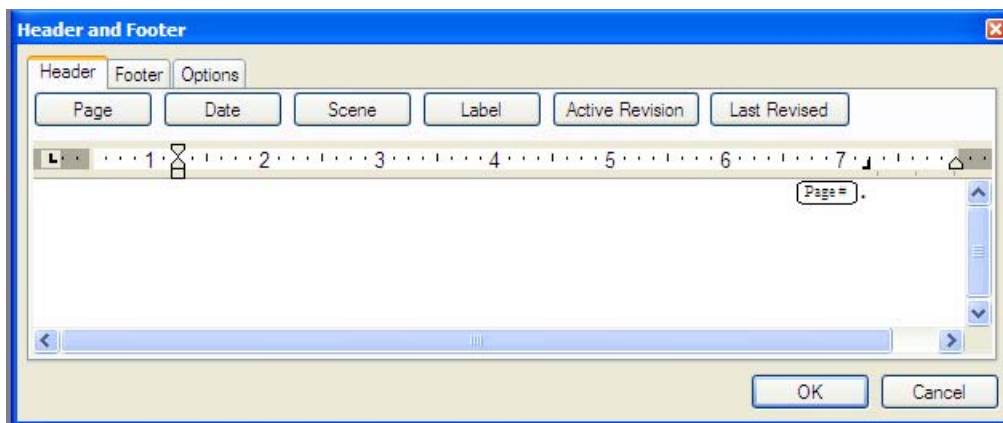 Header and Footer
Header Footer Options
Page Date Scene Label Active Revision Last Revised
1 2 3 4 5 6 7
Page# .
OK Cancel